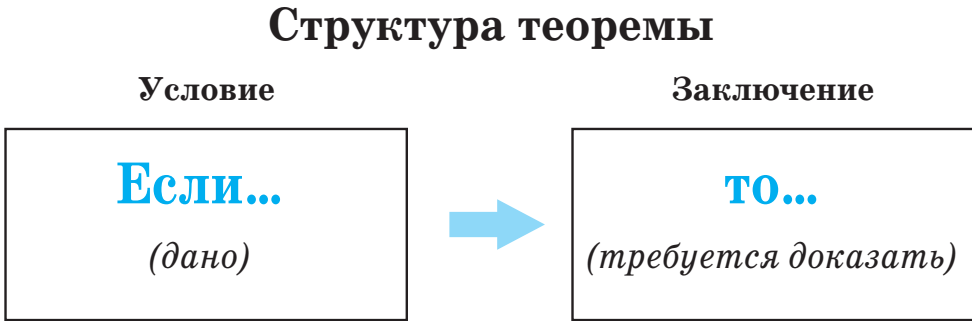 Структура теоремы
Условие
Заключение
Если...
(дано)
то...
(требуется доказать)